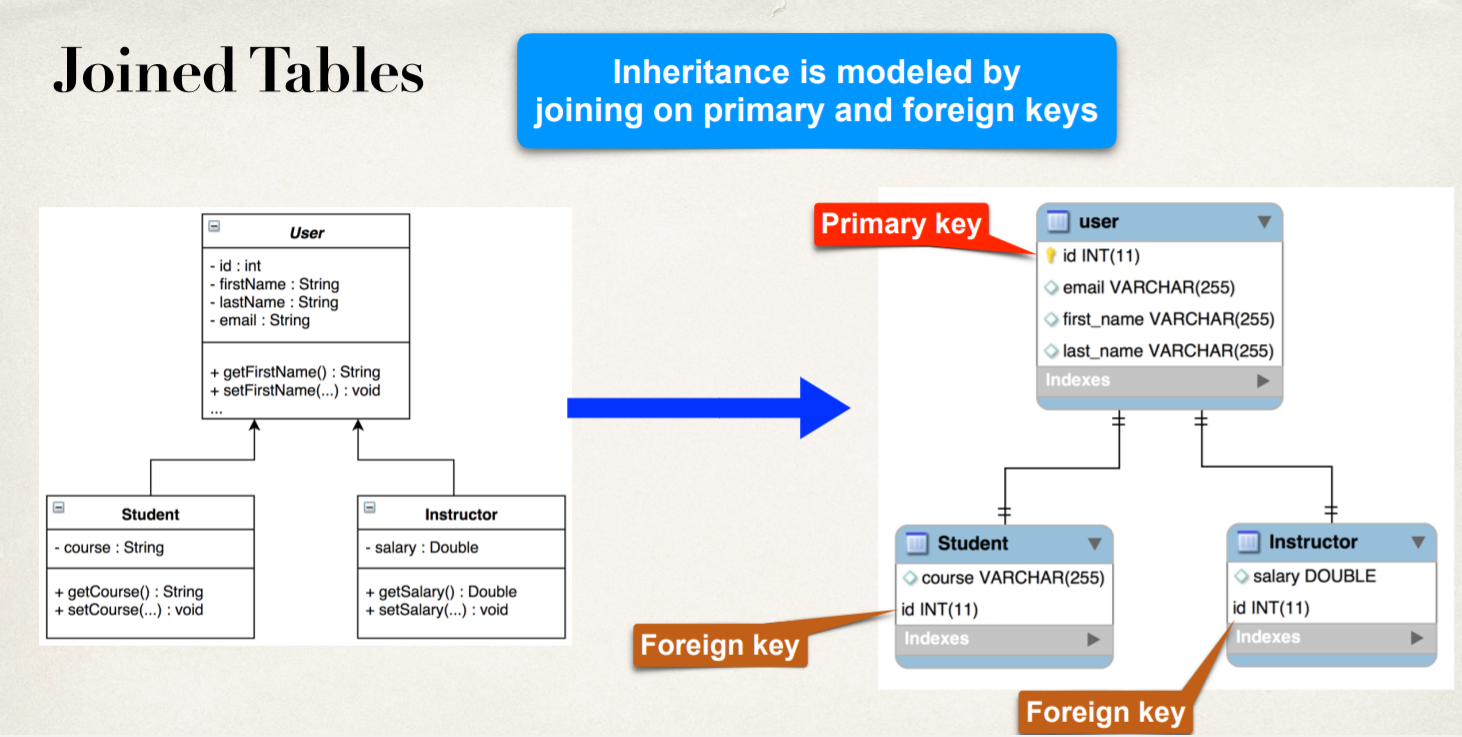 Joined Tables
Inheritance is modeled by
joining on primary and foreign keys
User
- id : int
- firstName : String
- lastName : String
- email : String
+ getFirstName() : String
+ setFirstName(...) : void
...
Student
- course : String
+ getCourse() : String
+ setCourse(...) : void
Instructor
- salary : Double
+ getSalary() : Double
+ setSalary(...) : void
Primary key
user
id INT(11)
email VARCHAR(255)
first_name VARCHAR(255)
last_name VARCHAR(255)
Indexes
Student
course VARCHAR(255)
id INT(11)
Indexes
Foreign key
Instructor
salary DOUBLE
id INT(11)
Indexes
Foreign key